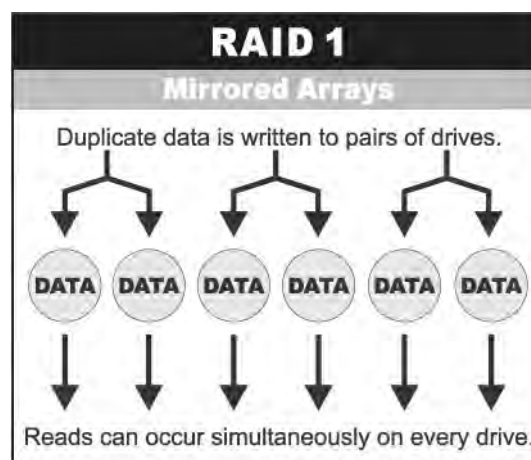 RAID 1
Mirrored Arrays
Duplicate data is written to pairs of drives.
DATA DATA DATA DATA DATA DATA
Reads can occur simultaneously on every drive.